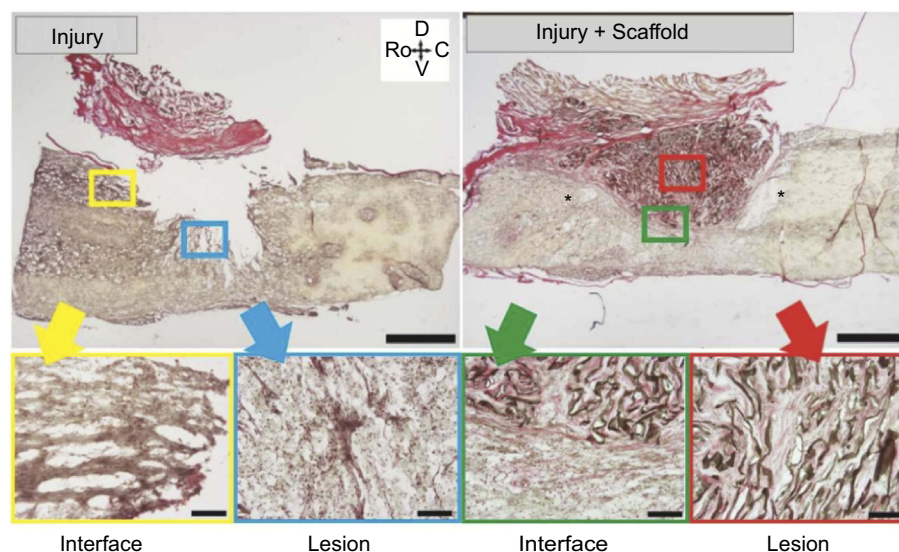 Injury
D
Ro C
V
Injury + Scaffold
*
*
Interface
Lesion
Interface
Lesion